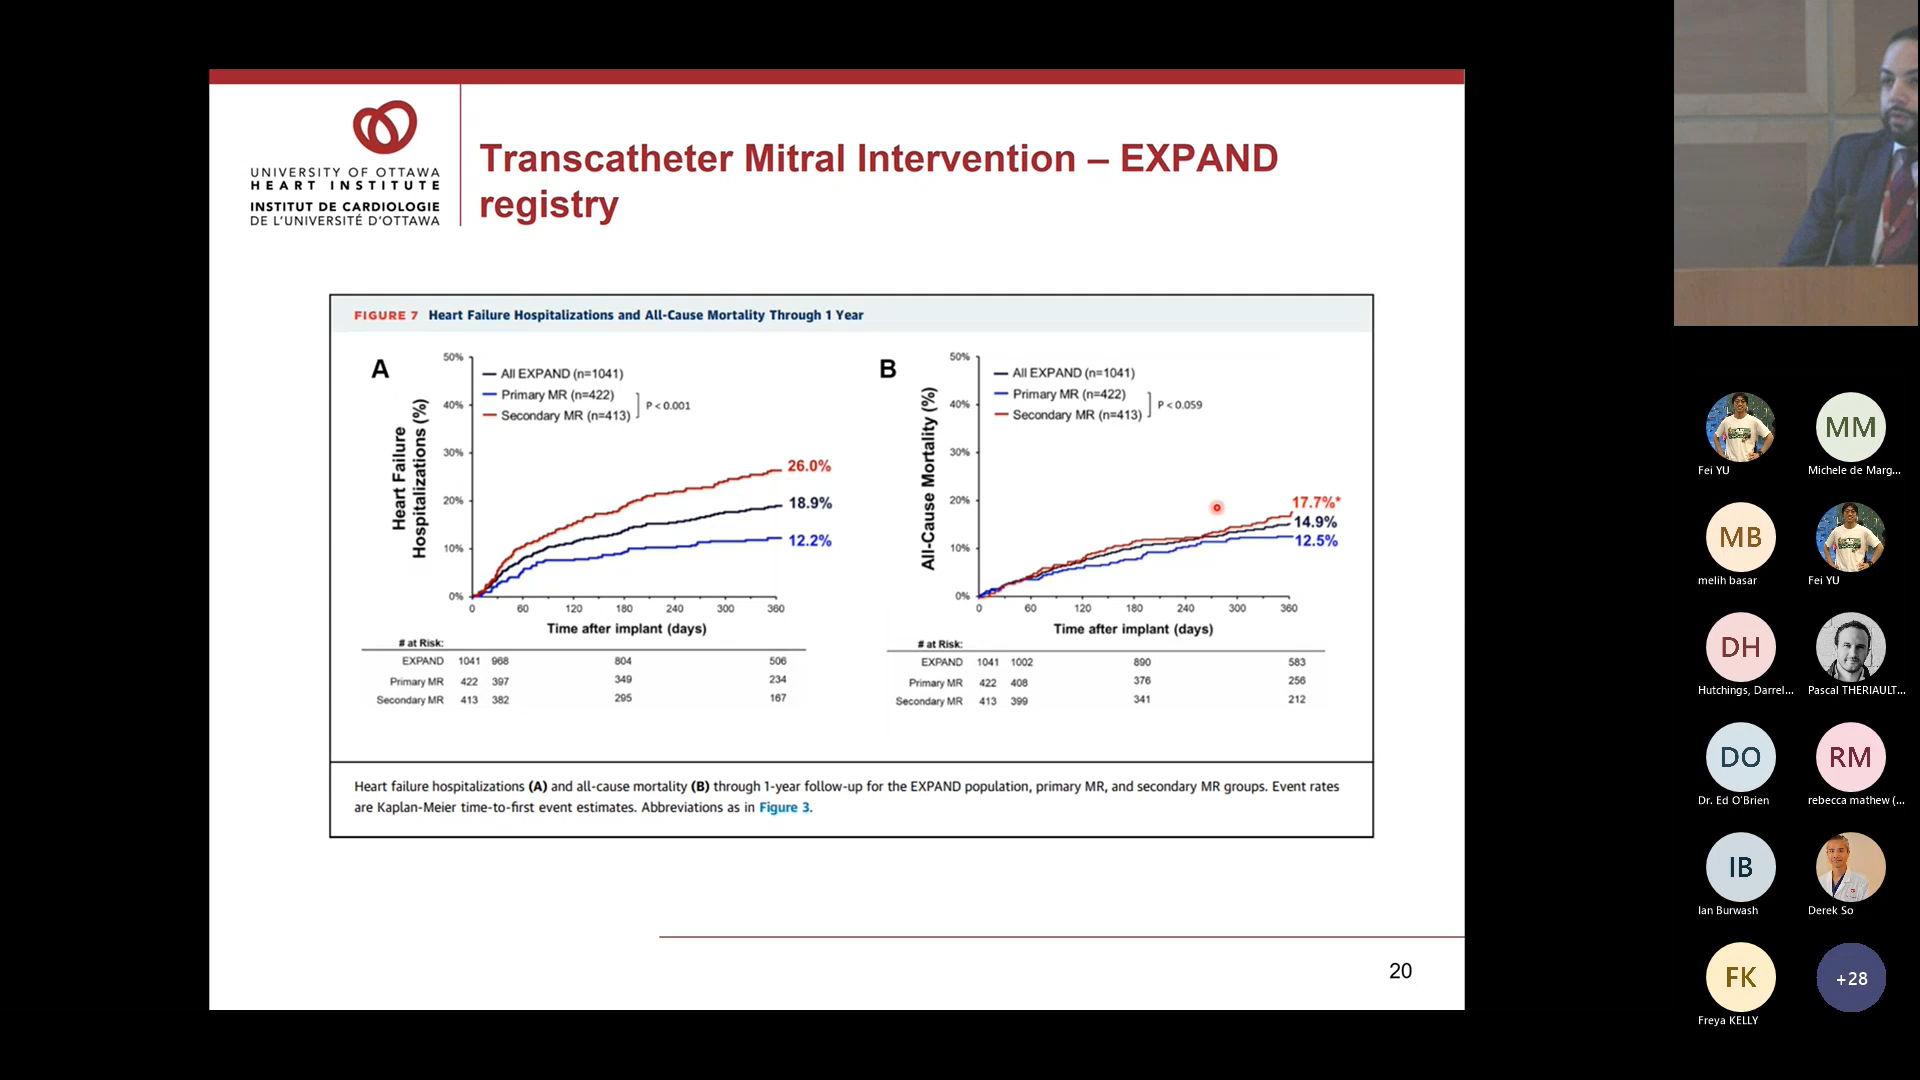 UNIVERSITY OF OTTAWA
HEART INSTITUTE
INSTITUT DE CARDIOLOGIE
DE L'UNIVERSITÉ D'OTTAWA
Transcatheter Mitral Intervention – EXPAND
registry
FIGURE 7 Heart Failure Hospitalizations and All-Cause Mortality Through 1 Year
A
Heart Failure
Hospitalizations (%)
50%
40%
30%
20%
10%
0%
All EXPAND (n=1041)
Primary MR (n=422)
Secondary MR (n=413)
P < 0.001
26.0%
18.9%
12.2%
0 60 120 180 240 300 360
Time after implant (days)
# at Risk:
EXPAND 1041 968 804 506
Primary MR 422 397 349 234
Secondary MR 413 382 295 167
B
All-Cause Mortality (%)
50%
40%
30%
20%
10%
0%
All EXPAND (n=1041)
Primary MR (n=422)
Secondary MR (n=413)
P < 0.059
17.7%*
14.9%
12.5%
0 60 120 180 240 300 360
Time after implant (days)
# at Risk:
EXPAND 1041 1002 890 583
Primary MR 422 408 376 256
Secondary MR 413 399 341 212
Heart failure hospitalizations (A) and all-cause mortality (B) through 1-year follow-up for the EXPAND population, primary MR, and secondary MR groups. Event rates
are Kaplan-Meier time-to-first event estimates. Abbreviations as in Figure 3.
20
Fei YU
MM
Michele de Marg...
MB
melih basar
Fei YU
DH
Hutchings, Darrel...
Pascal THERIAULT...
DO
Dr. Ed O'Brien
RM
rebecca mathew (...
IB
Ian Burwash
Derek So
FK
Freya KELLY
+28